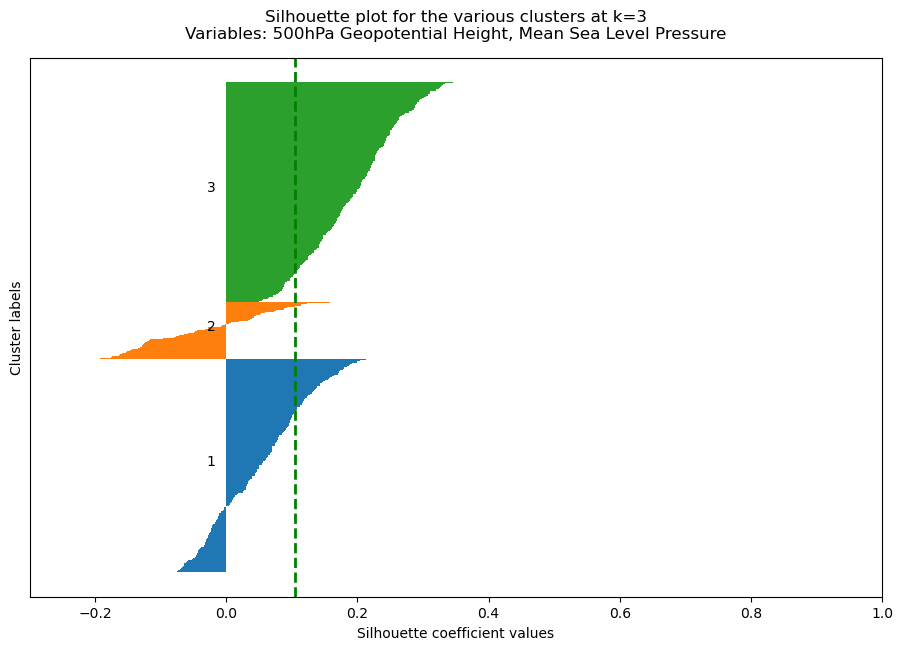 Silhouette plot for the various clusters at k=3
Variables: 500hPa Geopotential Height, Mean Sea Level Pressure
Cluster labels
3
2
1
−0.2
0.0
0.2
0.4
0.6
0.8
1.0
Silhouette coefficient values